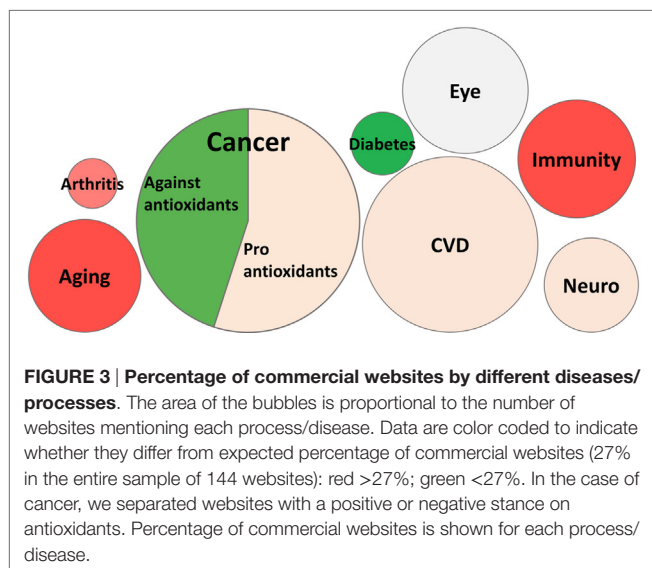 Cancer
Against
antioxidants
Pro
antioxidants
Arthritis
Aging
Diabetes
Eye
Immunity
CVD
Neuro
FIGURE 3 | Percentage of commercial websites by different diseases/
processes. The area of the bubbles is proportional to the number of
websites mentioning each process/disease. Data are color coded to indicate
whether they differ from expected percentage of commercial websites (27%
in the entire sample of 144 websites): red >27%; green <27%. In the case of
cancer, we separated websites with a positive or negative stance on
antioxidants. Percentage of commercial websites is shown for each process/
disease.